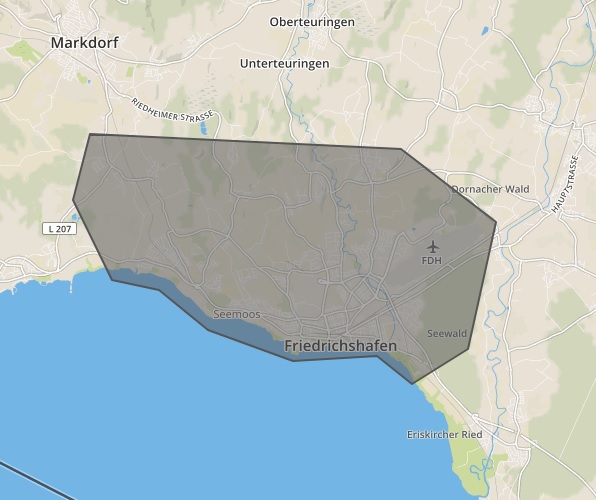 Oberteuringen
Markdorf
Unterteuringen
RIEDHEIMER STRASSE
HAUPTSTRASSE
Dornacher Wald
L 207
FDH
Seemoos
Seewald
Friedrichshafen
Eriskircher Ried